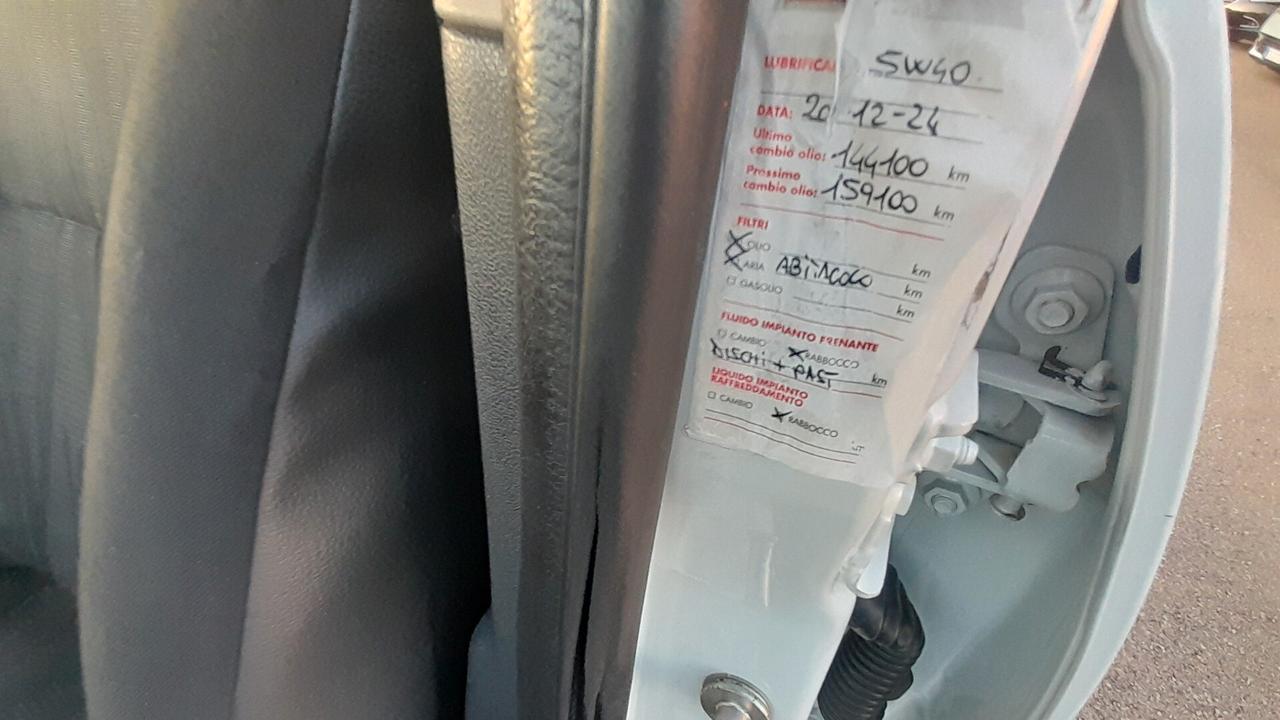 LUBRIFICA 5W40
DATA: 20 12-24
Ultimo
cambio olio: 144100 km
Prossimo
cambio olio: 159100 km
FILTRI
OLIO km
ARIA km
GASOLIO km
FLUIDO IMPIANTO FRENANTE
CAMBIO RABBOCCO
DISCHI + PAST km
LIQUIDO IMPIANTO
RAFFREDDAMENTO
CAMBIO RABBOCCO